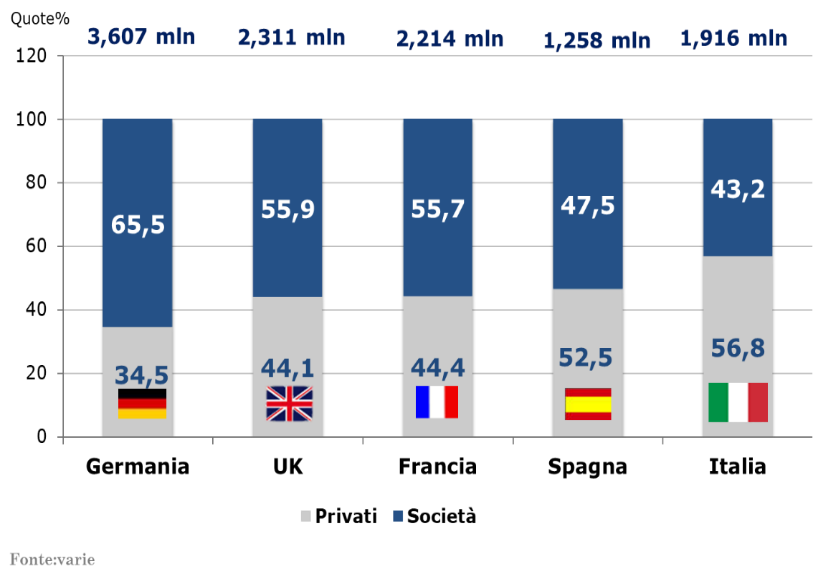 Quote%
3,607 mln 2,311 mln 2,214 mln 1,258 mln 1,916 mln
120
100
80
60
40
20
0
65,5 55,9 55,7 47,5 43,2
34,5 44,1 44,4 52,5 56,8
Germania UK Francia Spagna Italia
Privati Società
Fonte:varie